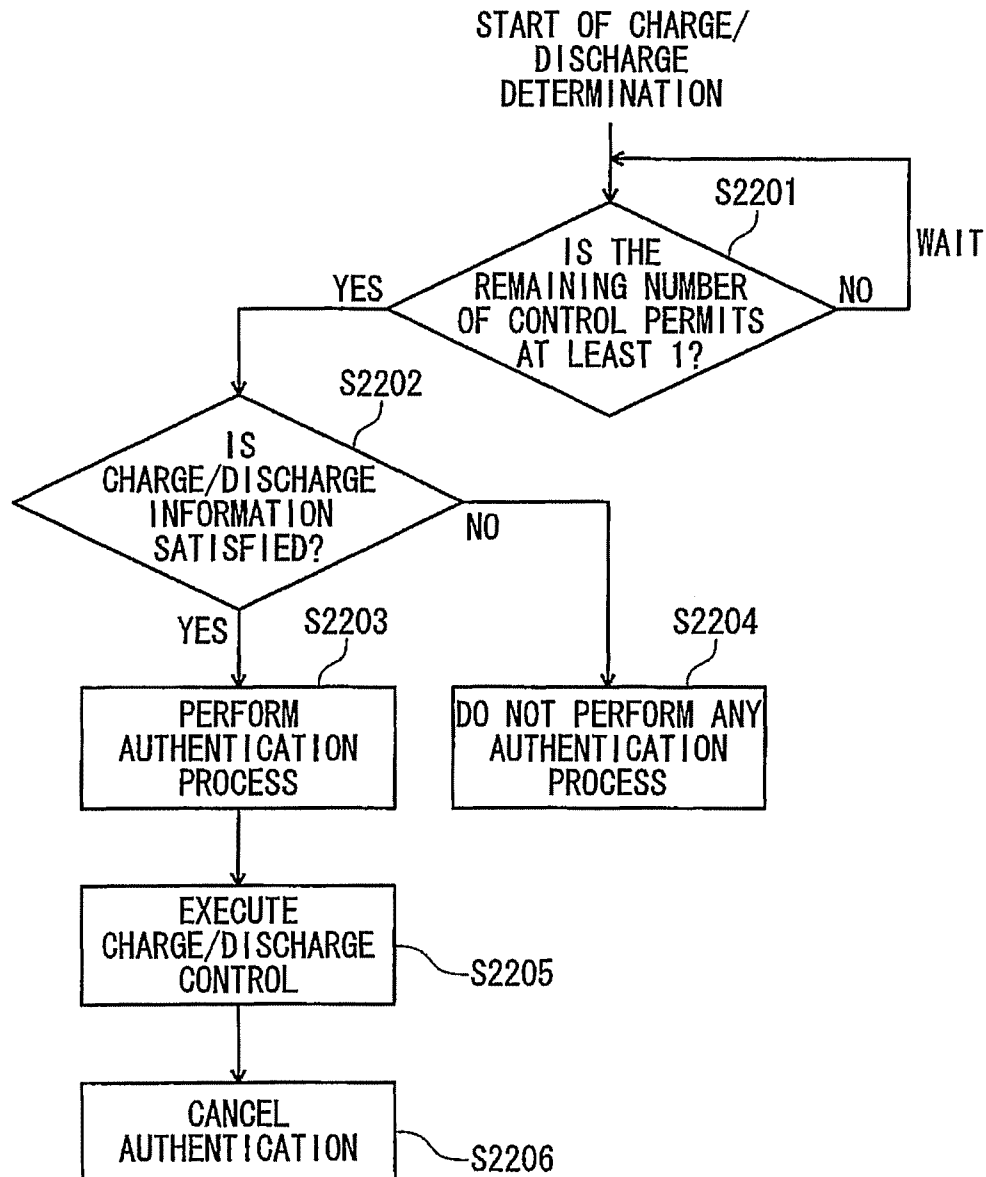 START OF CHARGE/
DISCHARGE
DETERMINATION
S2201
WAIT
IS THE
REMAINING NUMBER
OF CONTROL PERMITS
AT LEAST 1?
YES
NO
S2202
IS
CHARGE/DISCHARGE
INFORMATION
SATISFIED?
NO
YES
S2203
S2204
PERFORM
AUTHENTICATION
PROCESS
DO NOT PERFORM ANY
AUTHENTICATION
PROCESS
EXECUTE
CHARGE/DISCHARGE
CONTROL
S2205
CANCEL
AUTHENTICATION
S2206